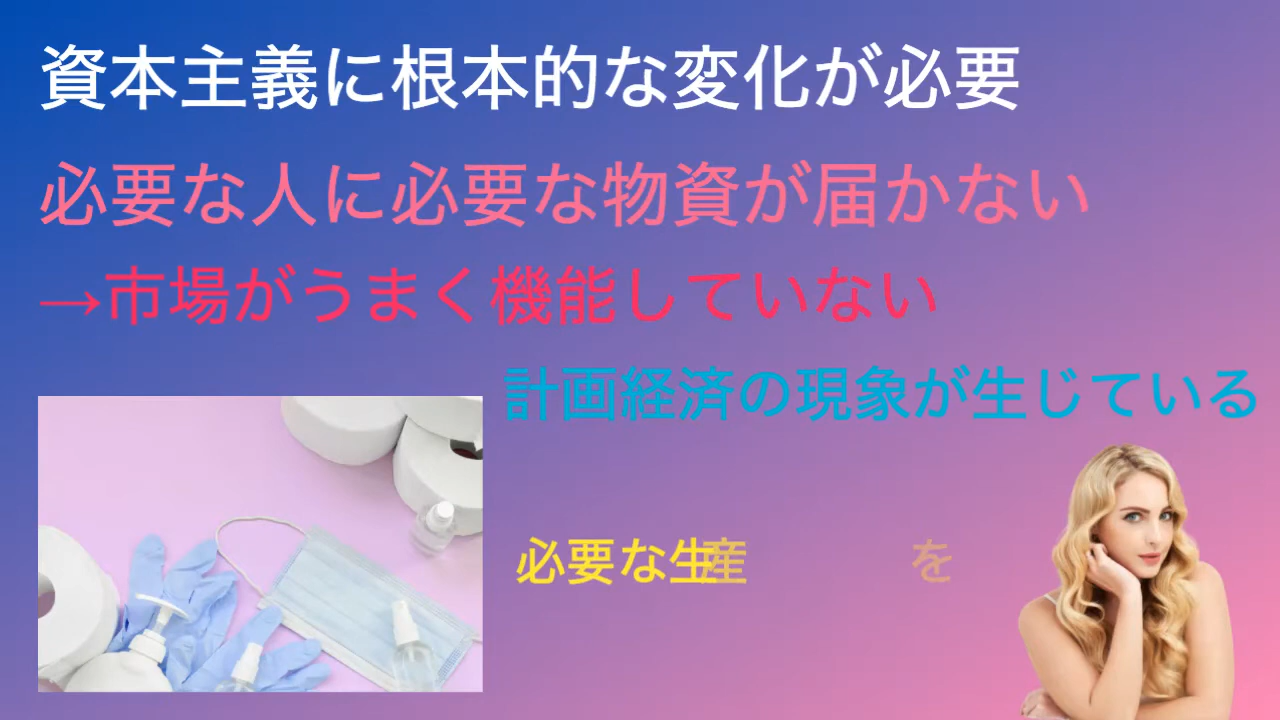 資本主義に根本的な変化が必要
必要な人に必要な物資が届かない
→市場がうまく機能していない
計画経済の現象が生じている
必要な生産 を